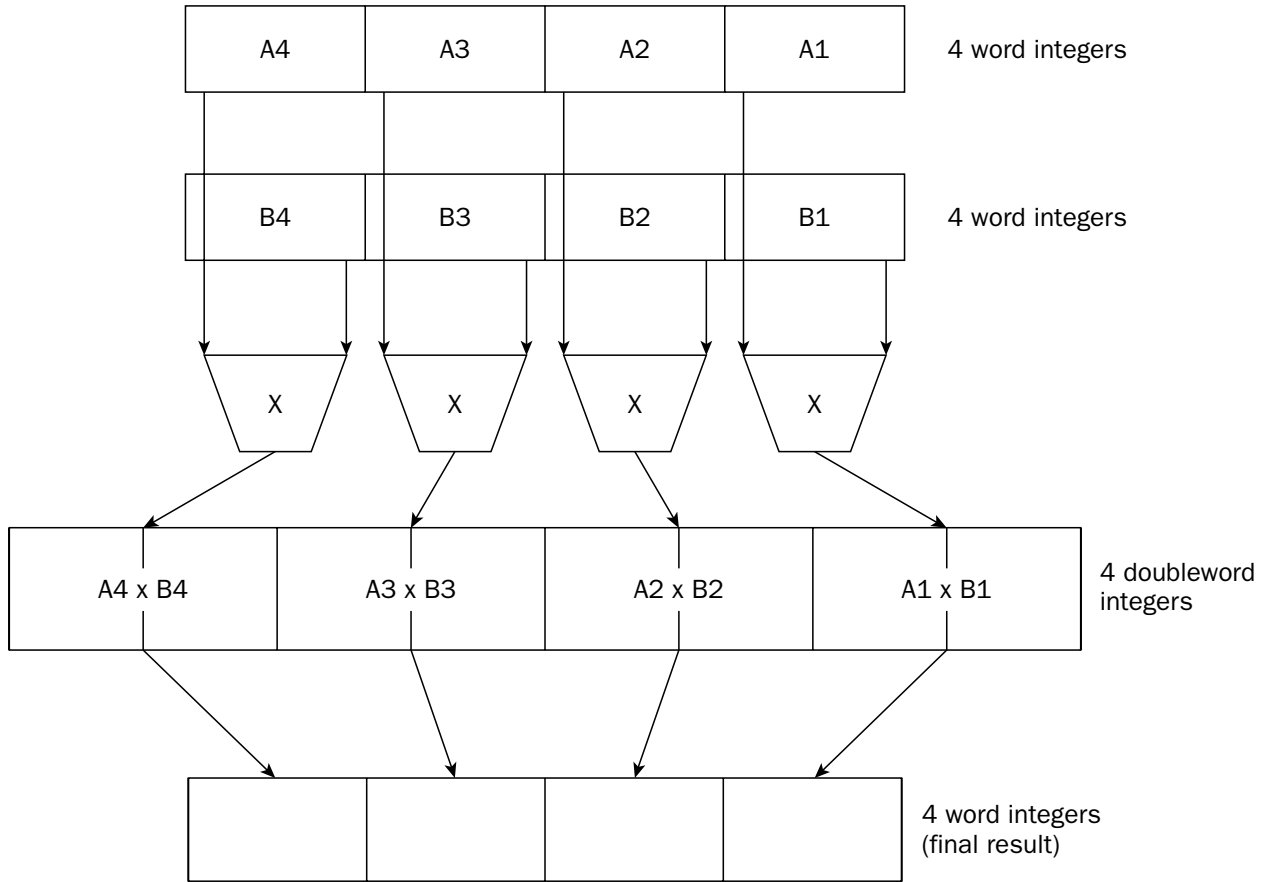 A4 A3 A2 A1 4 word integers
B4 B3 B2 B1 4 word integers
X X X X
A4 x B4 A3 x B3 A2 x B2 A1 x B1
4 doubleword
integers
4 word integers
(final result)